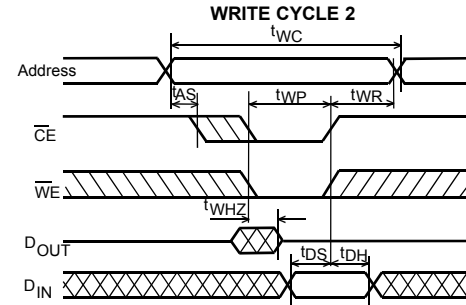 WRITE CYCLE 2
tWC
Address
tAS
tWP
tWR
CE
WE
tWHZ
DOUT
tDS
tDH
DIN